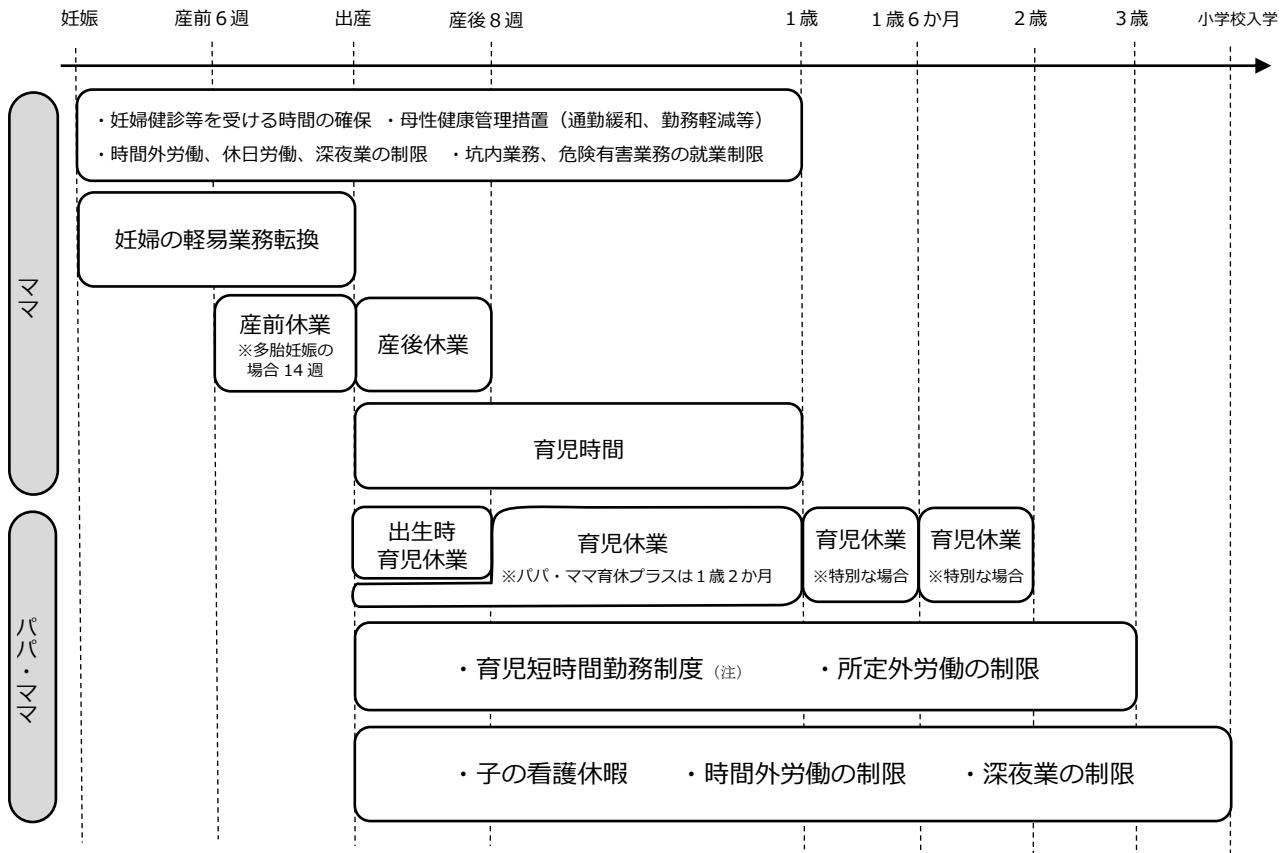 妊娠 産前６週 出産 産後８週 １歳 １歳６か月 ２歳 ３歳 小学校入学
ママ
・妊婦健診等を受ける時間の確保 ・母性健康管理措置（通勤緩和、勤務軽減等）
・時間外労働、休日労働、深夜業の制限 ・坑内業務、危険有害業務の就業制限
妊婦の軽易業務転換
産前休業
※多胎妊娠の
場合 14 週
産後休業
育児時間
パパ・ママ
出生時
育児休業
育児休業
※パパ・ママ育休プラスは１歳２か月
育児休業
※特別な場合
育児休業
※特別な場合
・育児短時間勤務制度（注） ・所定外労働の制限
・子の看護休暇 ・時間外労働の制限 ・深夜業の制限